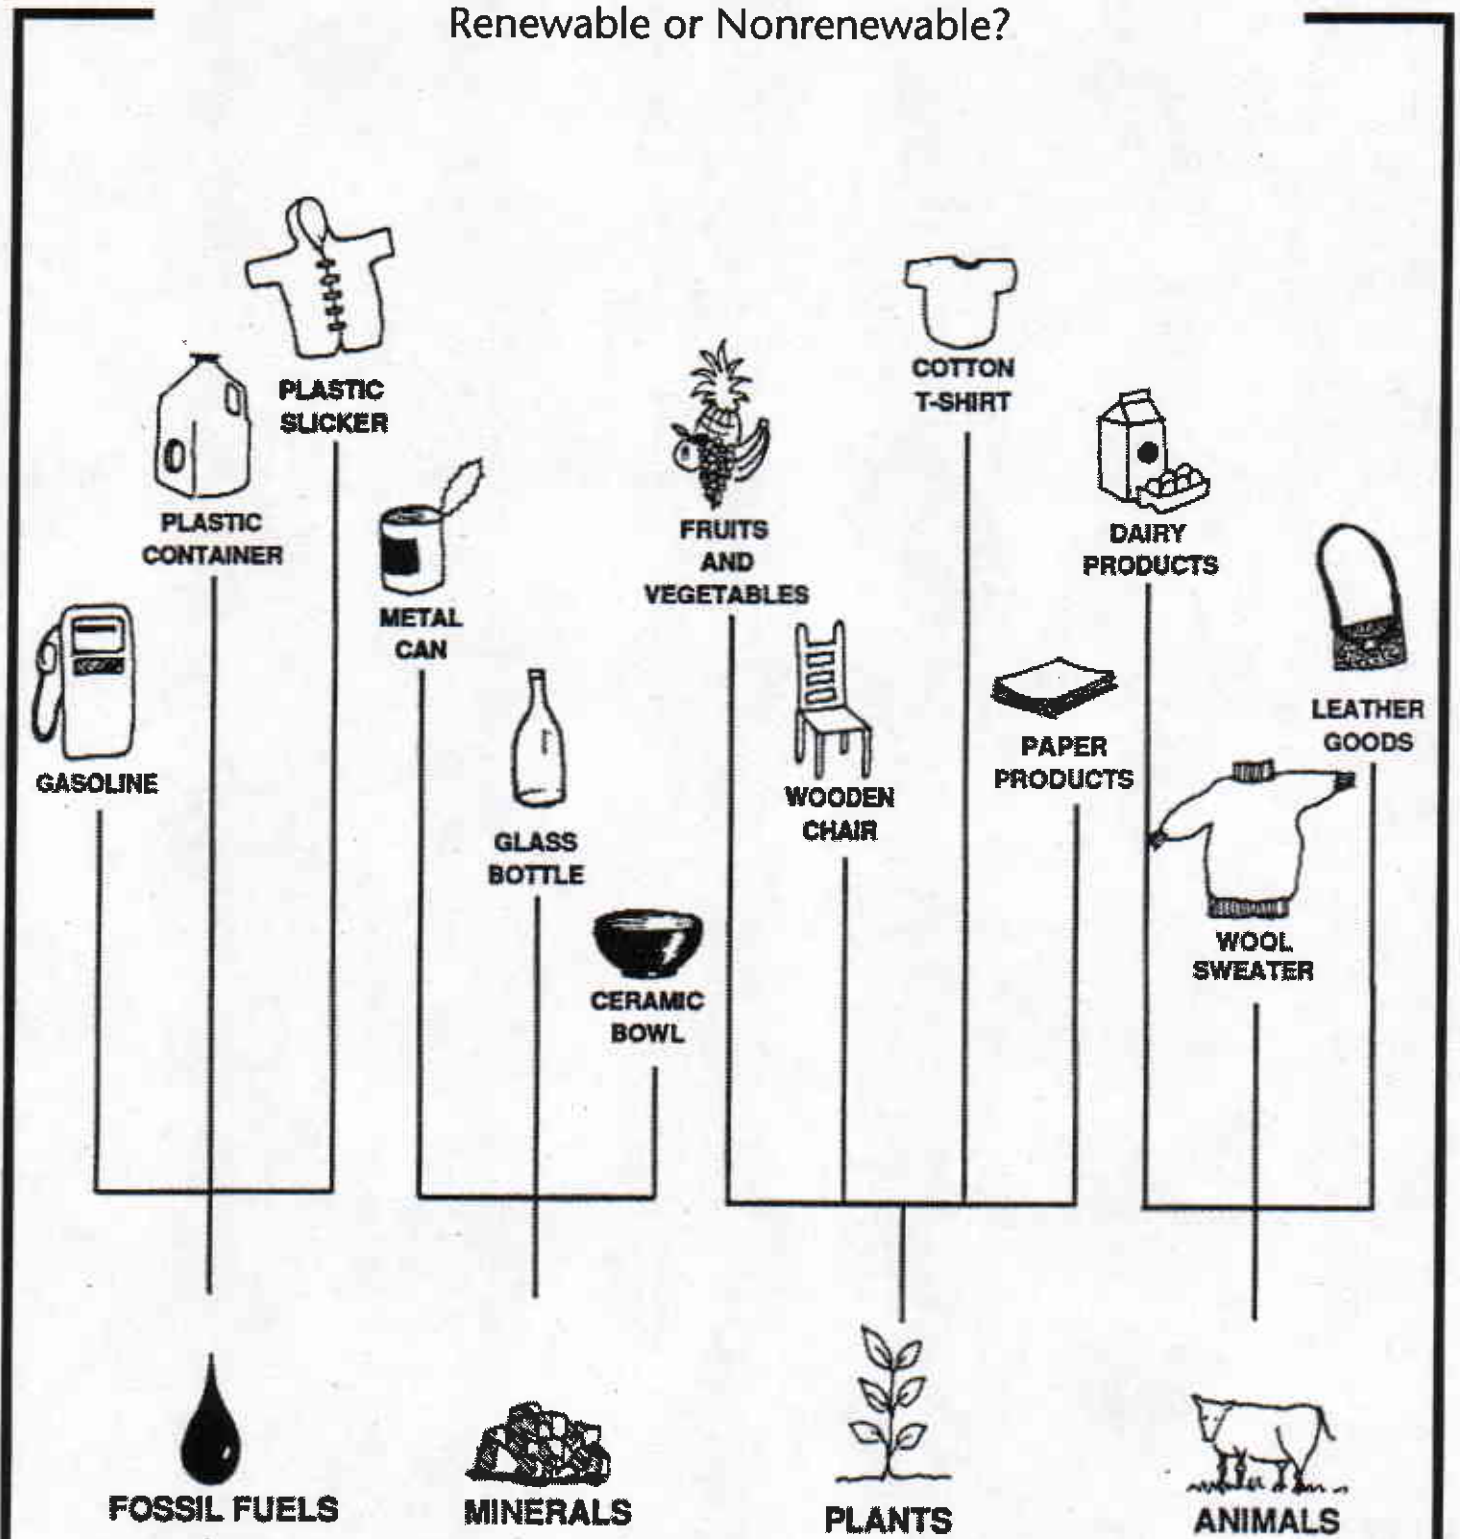 Renewable or Nonrenewable?
PLASTIC
SLICKER
PLASTIC
CONTAINER
GASOLINE
METAL
CAN
GLASS
BOTTLE
CERAMIC
BOWL
FRUITS
AND
VEGETABLES
WOODEN
CHAIR
COTTON
T-SHIRT
PAPER
PRODUCTS
DAIRY
PRODUCTS
WOOL
SWEATER
LEATHER
GOODS
FOSSIL FUELS
MINERALS
PLANTS
ANIMALS